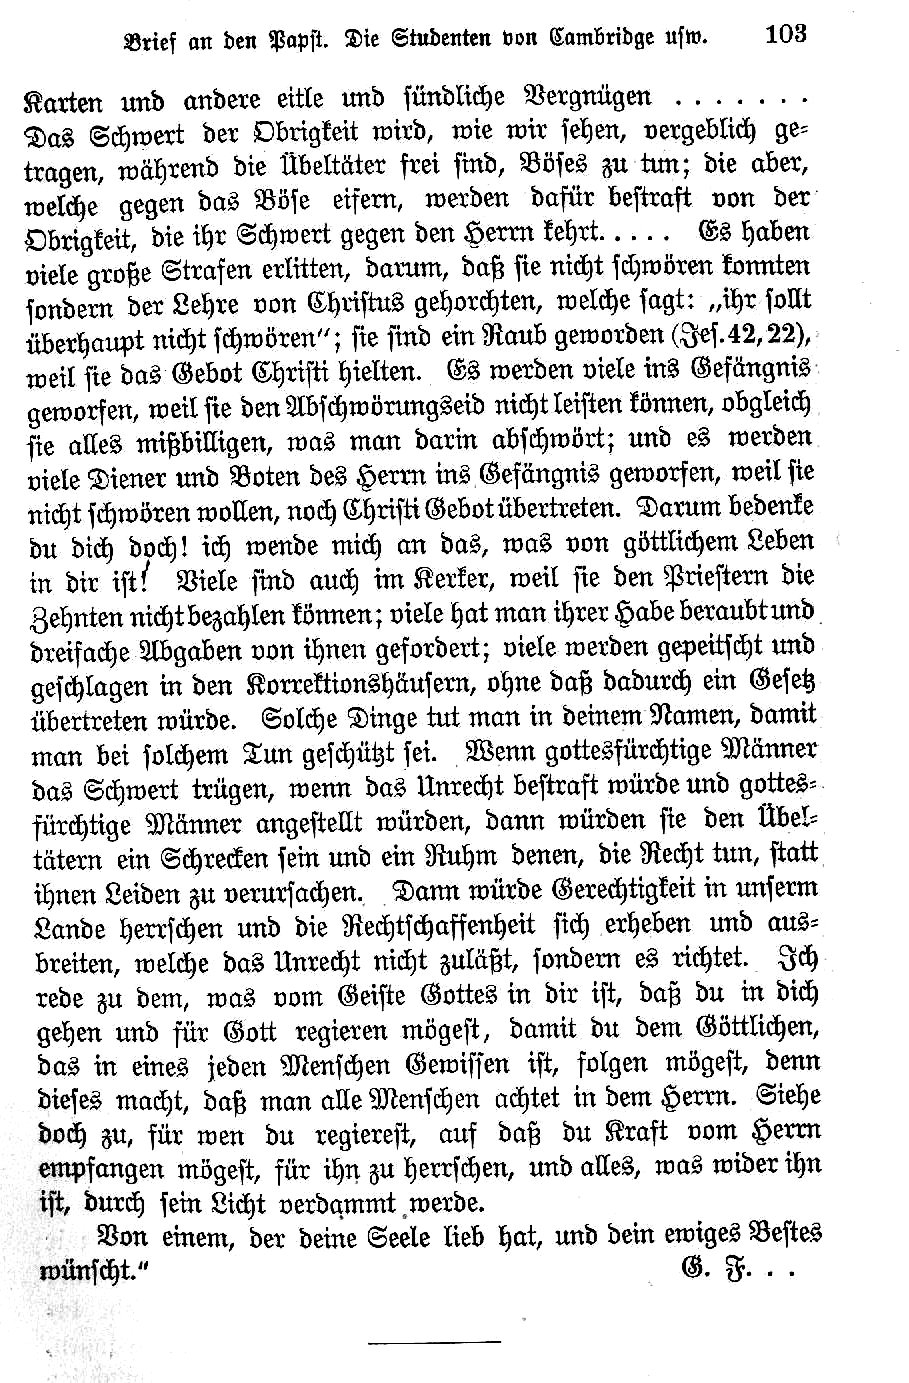 Brief an den Papst. Die Studenten von Cambridge usw. 103
Karten und andere eitle und sündliche Vergnügen . . . . . . .
Das Schwert der Obrigkeit wird, wie wir sehen, vergeblich ge-
tragen, während die Übeltäter frei sind, Böses zu tun; die aber,
welche gegen das Böse eifern, werden dafür bestraft von der
Obrigkeit, die ihr Schwert gegen den Herrn kehrt. . . . . Es haben
viele große Strafen erlitten, darum, daß sie nicht schwören konnten
sondern der Lehre von Christus gehorchten, welche sagt: „ihr sollt
überhaupt nicht schwören“; sie sind ein Raub geworden (Jes. 42, 22),
weil sie das Gebot Christi hielten. Es werden viele ins Gefängnis
geworfen, weil sie den Abschwörungseid nicht leisten können, obgleich
sie alles mißbilligen, was man darin abschwört; und es werden
viele Diener und Boten des Herrn ins Gefängnis geworfen, weil sie
nicht schwören wollen, noch Christi Gebot übertreten. Darum bedenke
du dich doch! ich wende mich an das, was von göttlichem Leben
in dir ist! Viele sind auch im Kerker, weil sie den Priestern die
Zehnten nicht bezahlen können; viele hat man ihrer Habe beraubt und
dreifache Abgaben von ihnen gefordert; viele werden gepeitscht und
geschlagen in den Korrektionshäusern, ohne daß dadurch ein Gesetz
übertreten würde. Solche Dinge tut man in deinem Namen, damit
man bei solchem Tun geschützt sei. Wenn gottesfürchtige Männer
das Schwert trügen, wenn das Unrecht bestraft würde und gottes-
fürchtige Männer angestellt würden, dann würden sie den Übel-
tätern ein Schrecken sein und ein Ruhm denen, die Recht tun, statt
ihnen Leiden zu verursachen. Dann würde Gerechtigkeit in unserm
Lande herrschen und die Rechtschaffenheit sich erheben und aus-
breiten, welche das Unrecht nicht zuläßt, sondern es richtet. Ich
rede zu dem, was vom Geiste Gottes in dir ist, daß du in dich
gehen und für Gott regieren mögest, damit du dem Göttlichen,
das in eines jeden Menschen Gewissen ist, folgen mögest, denn
dieses macht, daß man alle Menschen achtet in dem Herrn. Siehe
doch zu, für wen du regierest, auf daß du Kraft vom Herrn
empfangen mögest, für ihn zu herrschen, und alles, was wider ihn
ist, durch sein Licht verdammt werde.
Von einem, der deine Seele lieb hat, und dein ewiges Bestes
wünscht.“ G. F. . .